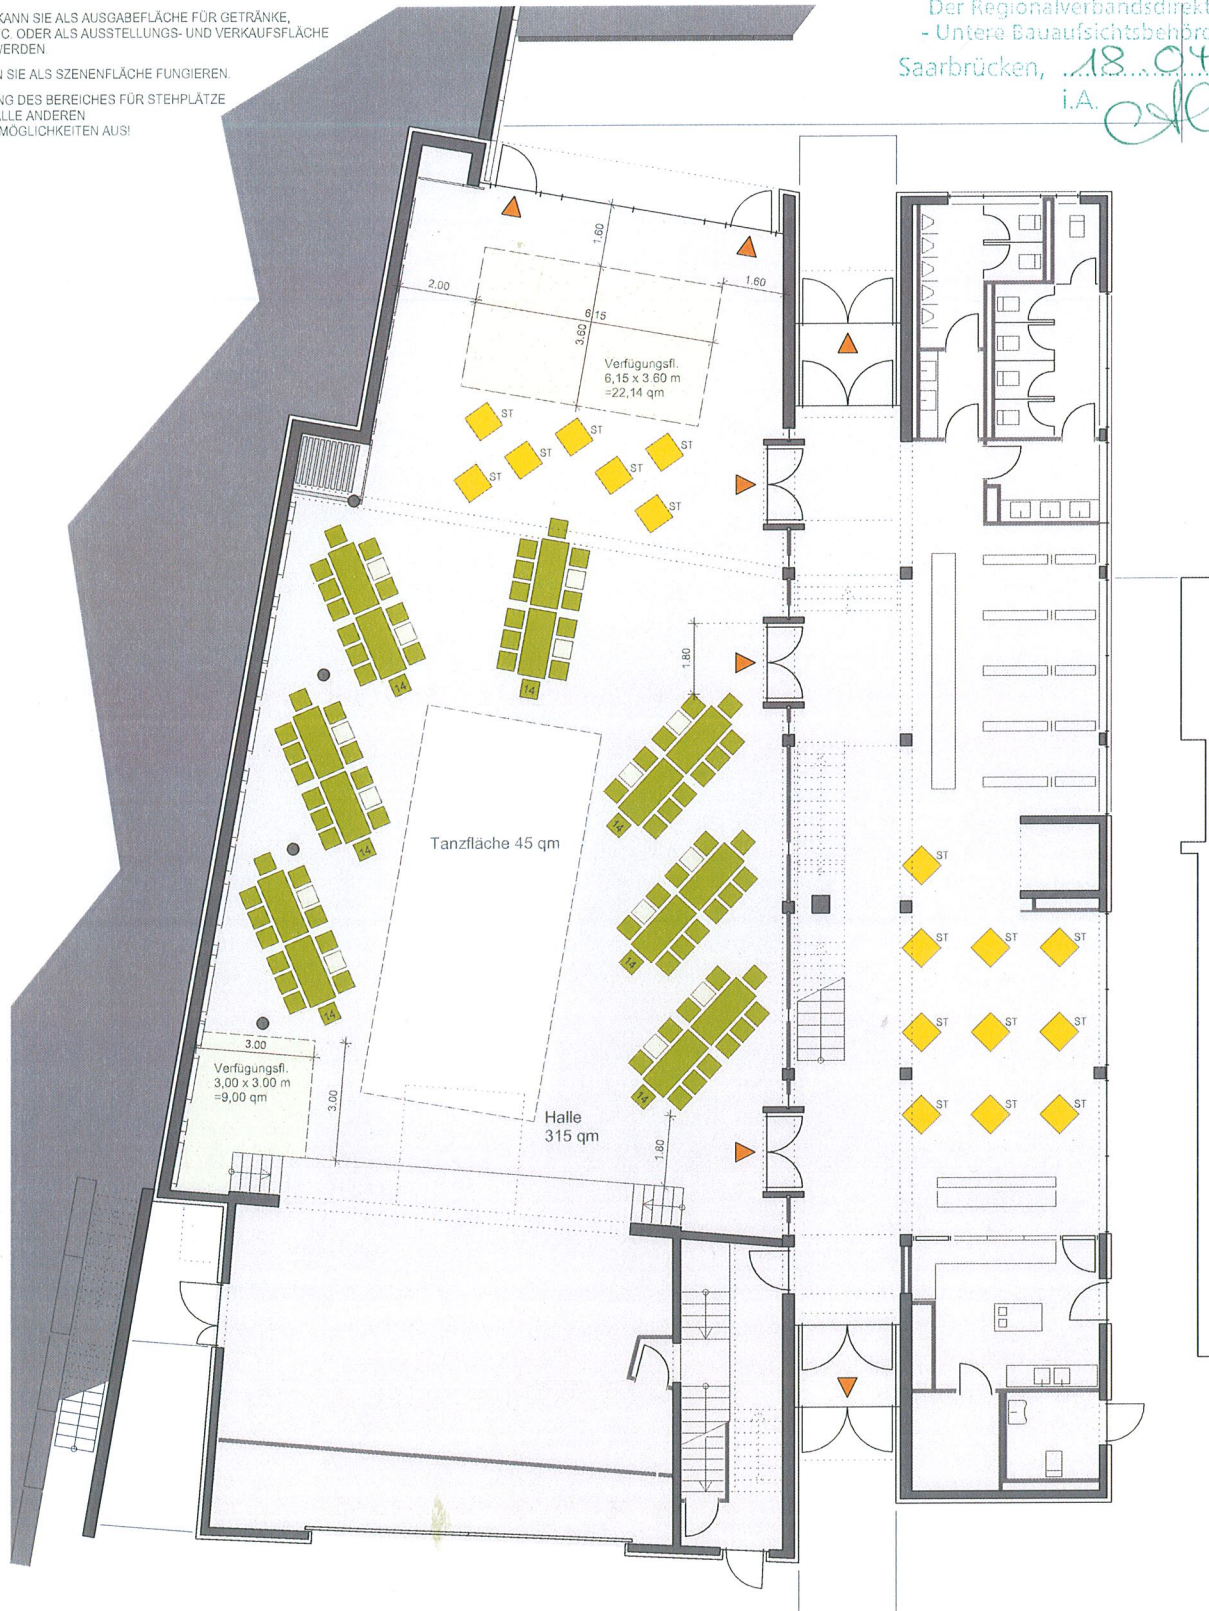 KANN SIE ALS AUSGABEFLÄCHE FÜR GETRÄNKE,
C. ODER ALS AUSSTELLUNGS- UND VERKAUFSFLÄCHE
WERDEN
N SIE ALS SZENENFLÄCHE FUNGIEREN.
NG DES BEREICHES FÜR STEHPLÄTZE
ALLE ANDEREN
MÖGLICHKEITEN AUS!
Der Regionalverbandsdirekt
- Untere Bauaufsichtsbehörd
Saarbrücken, 18.04
i.A.
1.60
2.00
1.60
6.15
3.60
Verfügungsfl.
6,15 x 3.60 m
=22,14 qm
ST
ST
ST
ST
ST
ST
ST
14
14
1.80
14
14
Tanzfläche 45 qm
14
14
14
ST
ST
ST
ST
ST
ST
ST
ST
ST
ST
3.00
Verfügungsfl.
3,00 x 3.00 m
=9,00 qm
3.00
Halle
315 qm
1.80